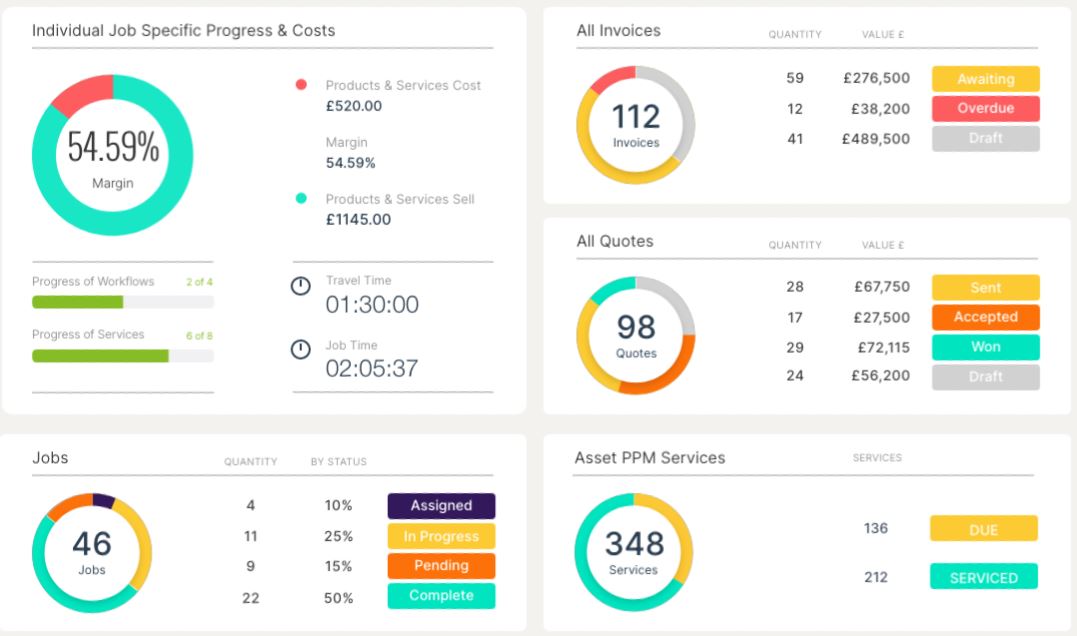 Individual Job Specific Progress & Costs
54.59%
Margin
Products & Services Cost
£520.00
Margin
54.59%
Products & Services Sell
£1145.00
Progress of Workflows 2 of 4
Progress of Services 6 of 8
Travel Time
01:30:00
Job Time
02:05:37
All Invoices QUANTITY VALUE £
112
Invoices
59 £276,500 Awaiting
12 £38,200 Overdue
41 £489,500 Draft
All Quotes QUANTITY VALUE £
98
Quotes
28 £67,750 Sent
17 £27,500 Accepted
29 £72,115 Won
24 £56,200 Draft
Jobs QUANTITY BY STATUS
46
Jobs
4 10% Assigned
11 25% In Progress
9 15% Pending
22 50% Complete
Asset PPM Services SERVICES
348
Services
136 DUE
212 SERVICED